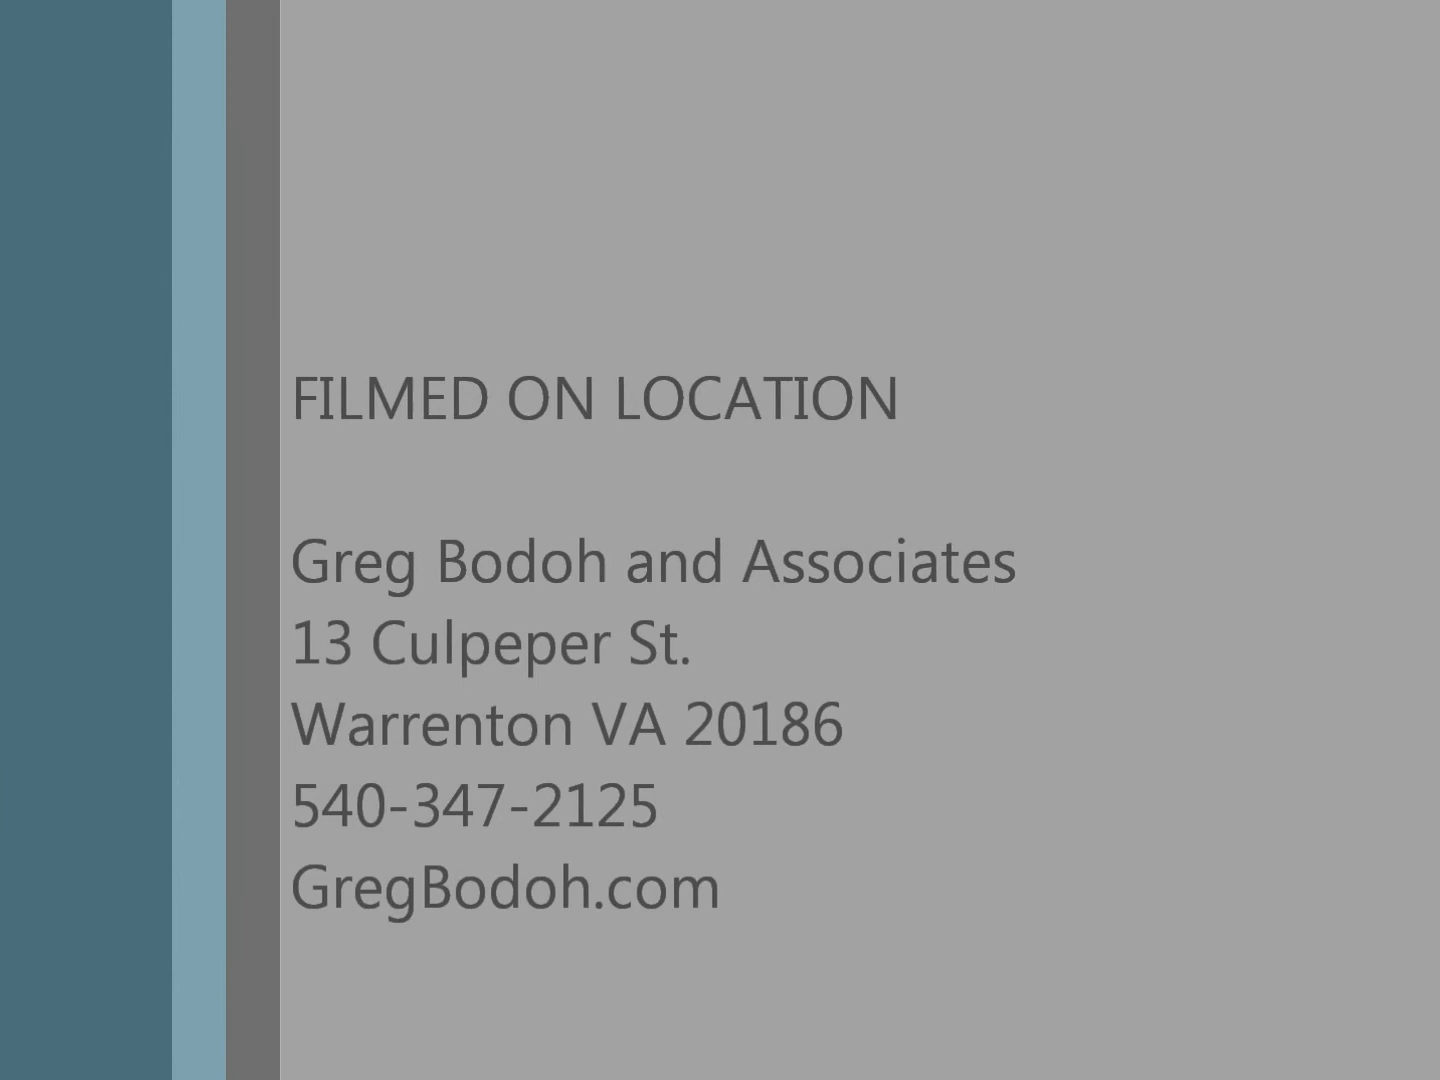 FILMED ON LOCATION
Greg Bodoh and Associates
13 Culpeper St.
Warrenton VA 20186
540-347-2125
GregBodoh.com